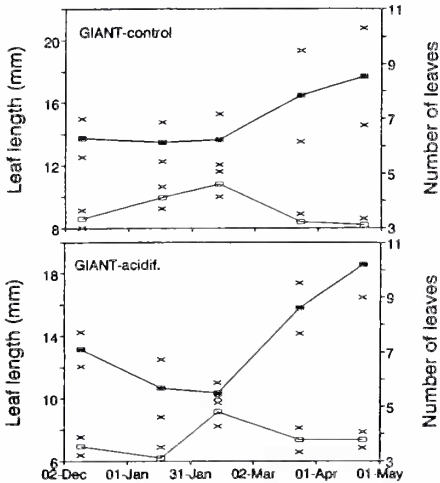 GIANT-control
Leaf length (mm)
20
16
12
8
11
9
7
5
3
Number of leaves
GIANT-acidif.
Leaf length (mm)
18
14
10
6
11
9
7
5
3
Number of leaves
02-Dec 01-Jan 31-Jan 02-Mar 01-Apr 01-May